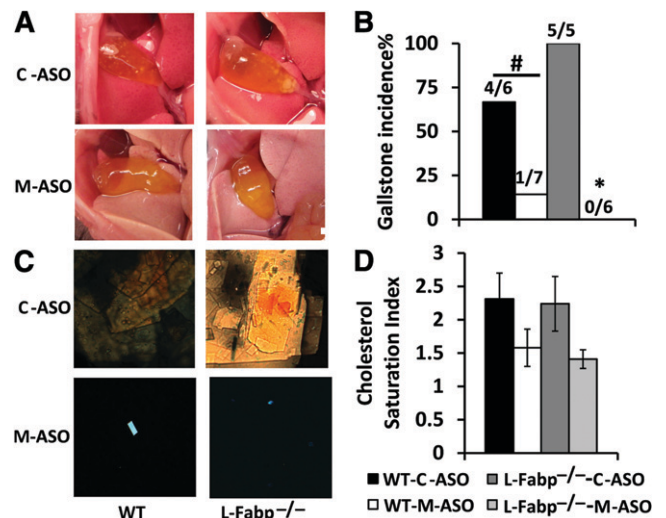 A
C -ASO
M-ASO
B
Gallstone incidence%
100
75
50
25
0
4/6
#
1/7
5/5
*
0/6
C
C-ASO
M-ASO
WT
L-Fabp⁻/⁻
D
Cholesterol
Saturation Index
3
2.5
2
1.5
1
0.5
0
WT-C-ASO
L-Fabp⁻/⁻-C-ASO
WT-M-ASO
L-Fabp⁻/⁻-M-ASO